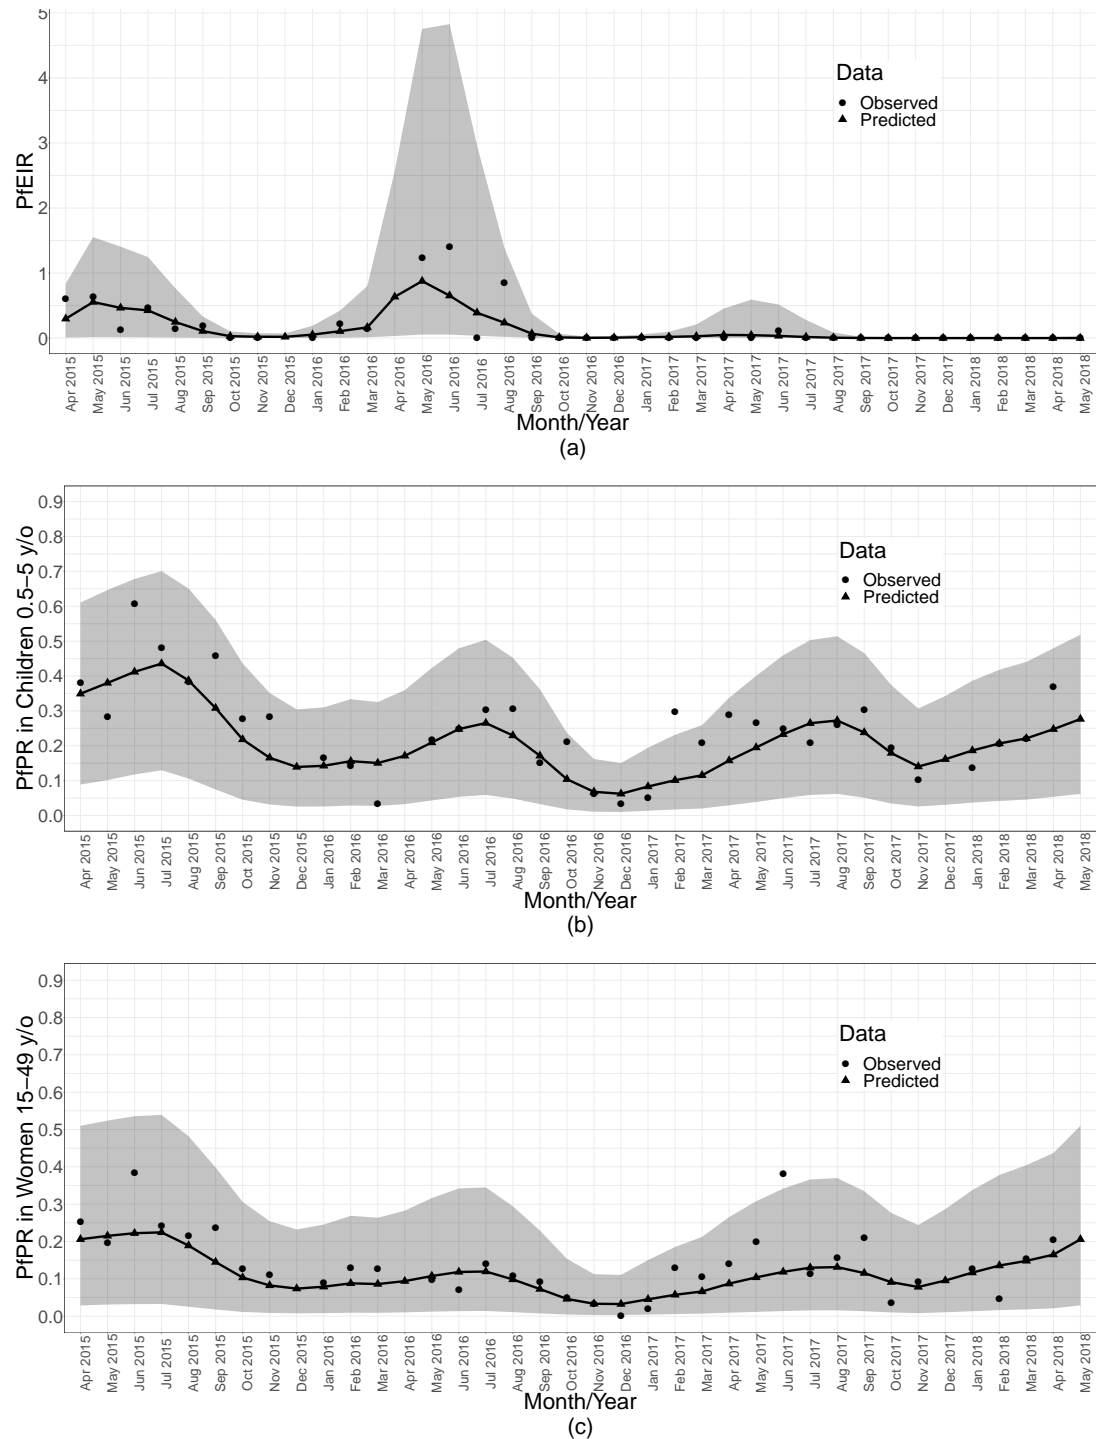 PfEIR
5
4
3
2
1
0
Data
Observed
Predicted
Apr 2015
May 2015
Jun 2015
Jul 2015
Aug 2015
Sep 2015
Oct 2015
Nov 2015
Dec 2015
Jan 2016
Feb 2016
Mar 2016
Apr 2016
May 2016
Jun 2016
Jul 2016
Aug 2016
Sep 2016
Oct 2016
Nov 2016
Dec 2016
Jan 2017
Feb 2017
Mar 2017
Apr 2017
May 2017
Jun 2017
Jul 2017
Aug 2017
Sep 2017
Oct 2017
Nov 2017
Dec 2017
Jan 2018
Feb 2018
Mar 2018
Apr 2018
May 2018
Month/Year
(a)
PfPR in Children 0.5–5 y/o
0.9
0.8
0.7
0.6
0.5
0.4
0.3
0.2
0.1
0.0
Data
Observed
Predicted
Apr 2015
May 2015
Jun 2015
Jul 2015
Aug 2015
Sep 2015
Oct 2015
Nov 2015
Dec 2015
Jan 2016
Feb 2016
Mar 2016
Apr 2016
May 2016
Jun 2016
Jul 2016
Aug 2016
Sep 2016
Oct 2016
Nov 2016
Dec 2016
Jan 2017
Feb 2017
Mar 2017
Apr 2017
May 2017
Jun 2017
Jul 2017
Aug 2017
Sep 2017
Oct 2017
Nov 2017
Dec 2017
Jan 2018
Feb 2018
Mar 2018
Apr 2018
May 2018
Month/Year
(b)
PfPR in Women 15–49 y/o
0.9
0.8
0.7
0.6
0.5
0.4
0.3
0.2
0.1
0.0
Data
Observed
Predicted
Apr 2015
May 2015
Jun 2015
Jul 2015
Aug 2015
Sep 2015
Oct 2015
Nov 2015
Dec 2015
Jan 2016
Feb 2016
Mar 2016
Apr 2016
May 2016
Jun 2016
Jul 2016
Aug 2016
Sep 2016
Oct 2016
Nov 2016
Dec 2016
Jan 2017
Feb 2017
Mar 2017
Apr 2017
May 2017
Jun 2017
Jul 2017
Aug 2017
Sep 2017
Oct 2017
Nov 2017
Dec 2017
Jan 2018
Feb 2018
Mar 2018
Apr 2018
May 2018
Month/Year
(c)